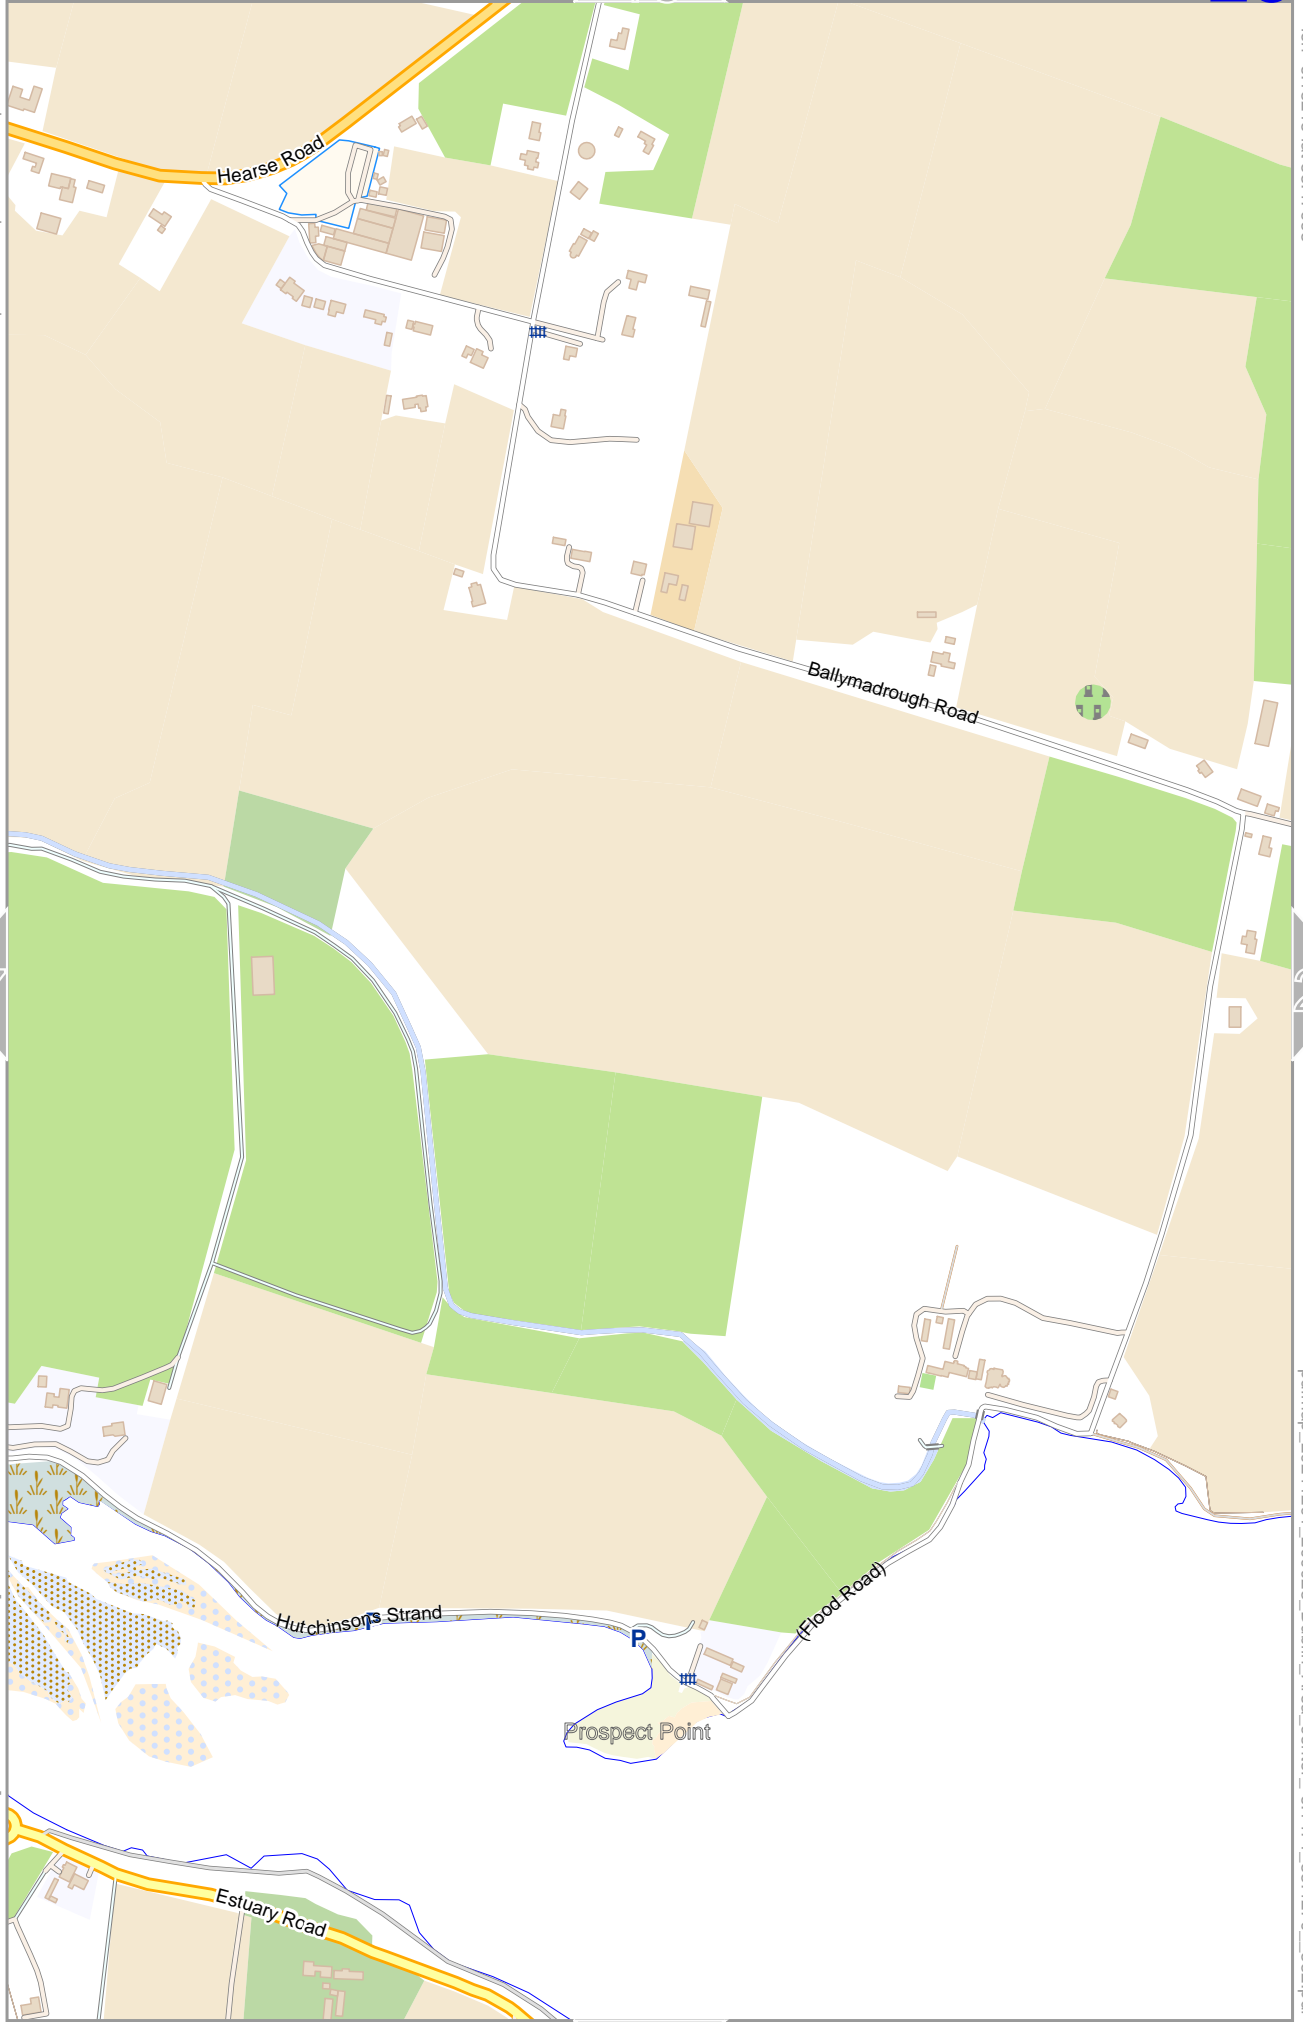 Hearse Road
Ballymadrough Road
(Flood Road)
Hutchinsons Strand
P
P
Prospect Point
Estuary Road